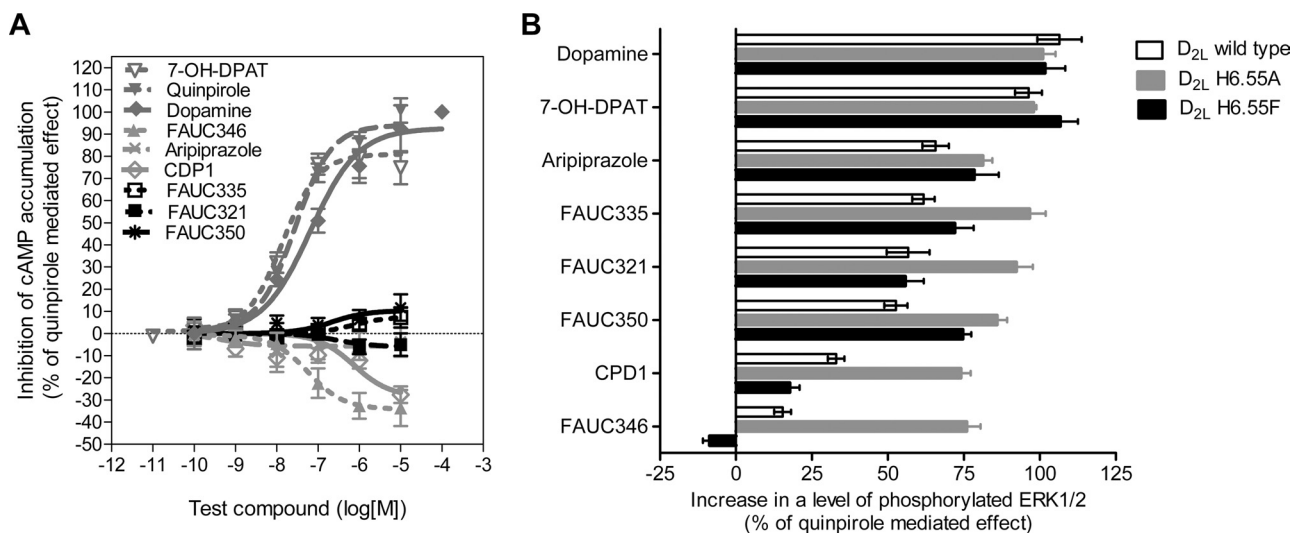 A
Inhibition of cAMP accumulation
(% of quinpirole mediated effect)
120
110
100
90
80
70
60
50
40
30
20
10
0
-10
-20
-30
-40
-50
7-OH-DPAT
Quinpirole
Dopamine
FAUC346
Aripiprazole
CDP1
FAUC335
FAUC321
FAUC350
-12 -11 -10 -9 -8 -7 -6 -5 -4 -3
Test compound (log[M])
B
Dopamine
7-OH-DPAT
Aripiprazole
FAUC335
FAUC321
FAUC350
CPD1
FAUC346
-25 0 25 50 75 100 125
Increase in a level of phosphorylated ERK1/2
(% of quinpirole mediated effect)
D2L wild type
D2L H6.55A
D2L H6.55F